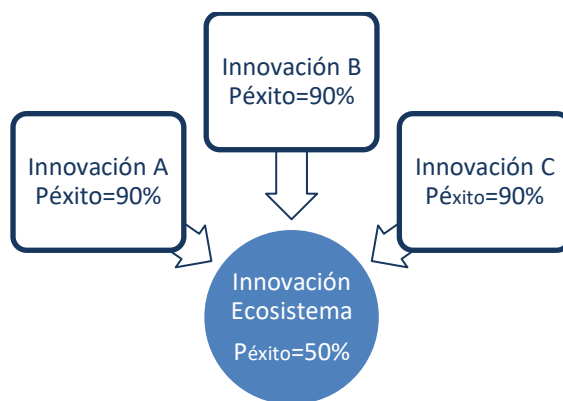 Innovación B
Péxito=90%
Innovación A
Péxito=90%
Innovación C
Péxito=90%
Innovación
Ecosistema
Péxito=50%